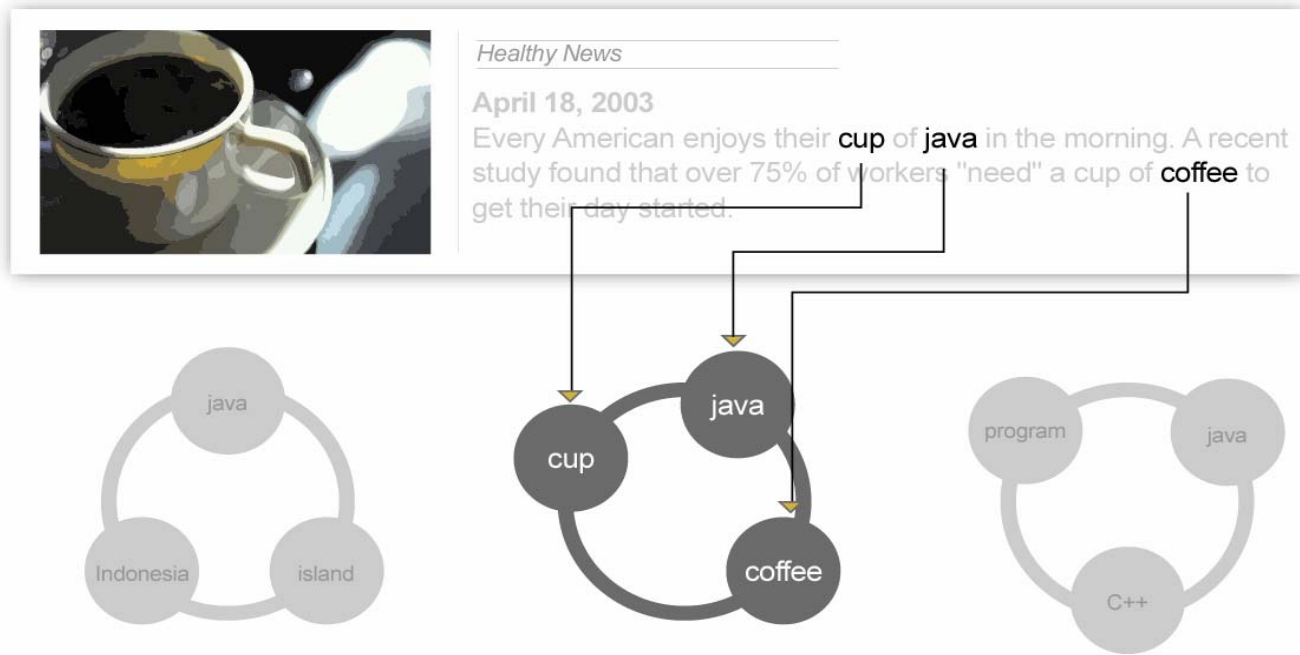 Healthy News
April 18, 2003
Every American enjoys their cup of java in the morning. A recent
study found that over 75% of workers "need" a cup of coffee to
get their day started.
java
Indonesia
island
cup
java
coffee
program
java
C++